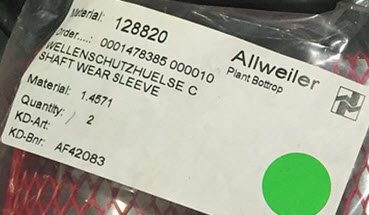 Material: 128820
Order....: 0001478385 000010
WELLENSCHUTZHUELSE C
SHAFT WEAR SLEEVE
Material: 1.4571
Quantity: 2
KD-Art: /
KD-Bnr: AF42083
Allweiler
Plant Bottrop